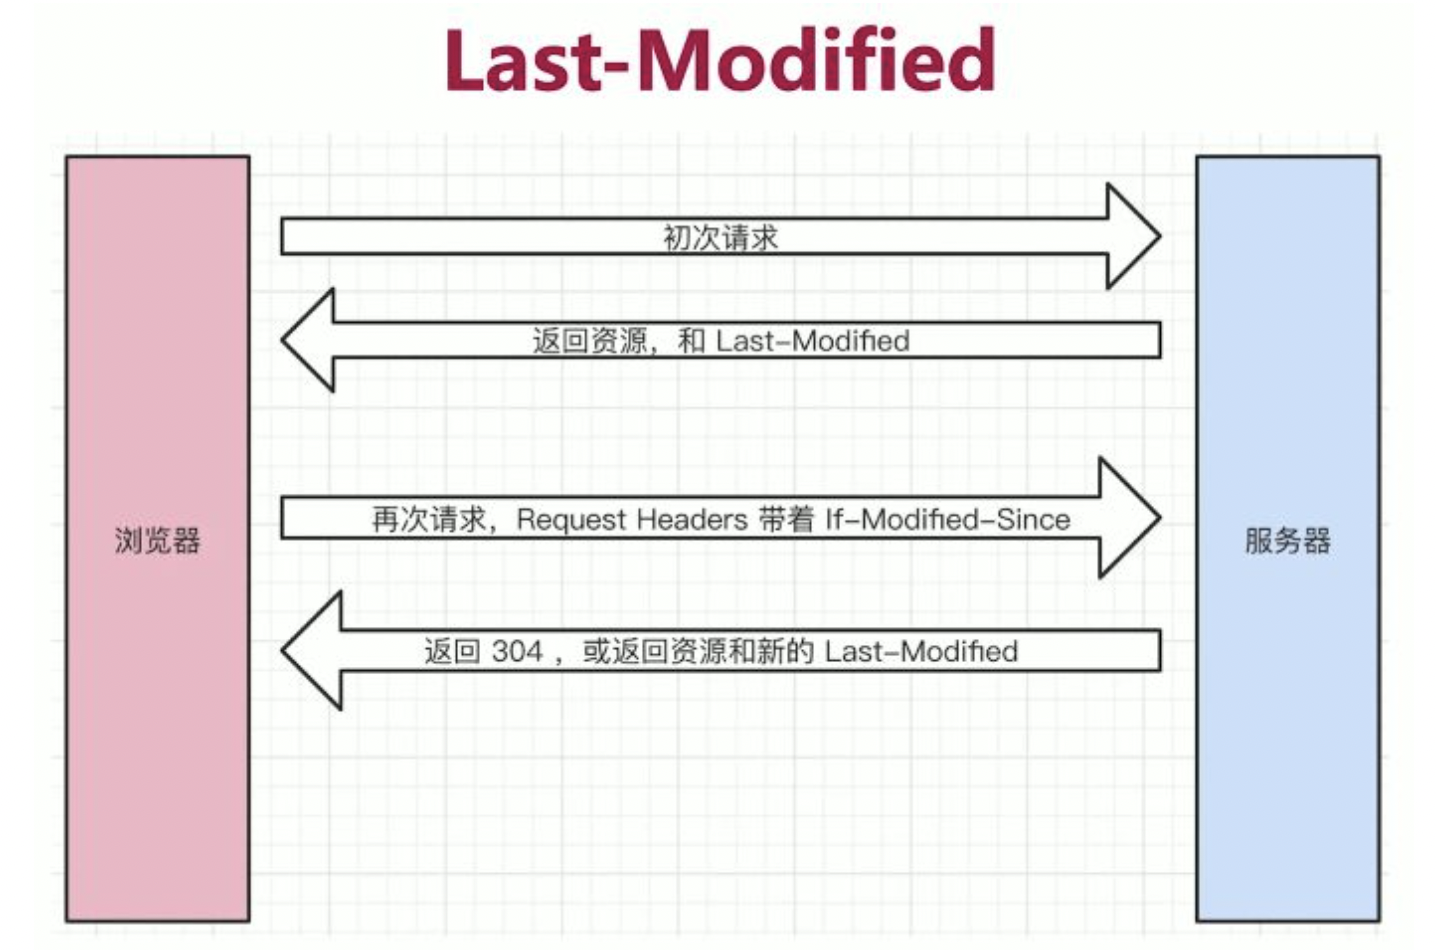 Last-Modified
初次请求
返回资源，和 Last-Modified
再次请求，Request Headers 带着 If-Modified-Since
浏览器
服务器
返回 304 ，或返回资源和新的 Last-Modified